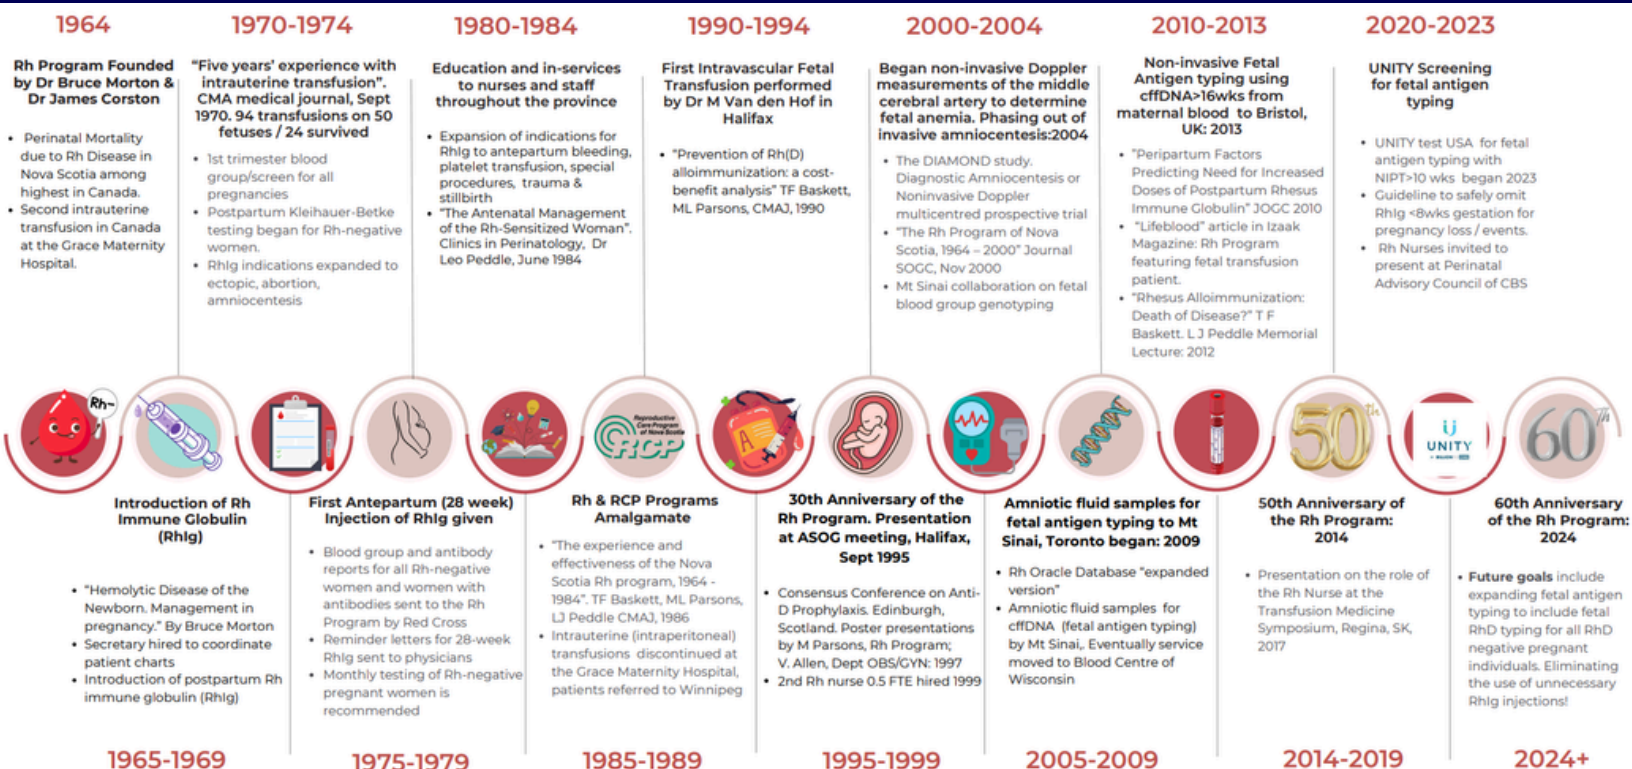 1964
Rh Program Founded
by Dr Bruce Morton &
Dr James Corston
• Perinatal Mortality
due to Rh Disease in
Nova Scotia among
highest in Canada.
• Second intrauterine
transfusion in Canada
at the Grace Maternity
Hospital.
1970-1974
"Five years' experience with
intrauterine transfusion".
CMA medical journal, Sept
1970. 94 transfusions on 50
fetuses / 24 survived
• 1st trimester blood
group/screen for all
pregnancies
• Postpartum Kleihauer-Betke
testing began for Rh-negative
women.
• RhIg indications expanded to
ectopic, abortion,
amniocentesis
1980-1984
Education and in-services
to nurses and staff
throughout the province
• Expansion of indications for
RhIg to antepartum bleeding,
platelet transfusion, special
procedures, trauma &
stillbirth
• "The Antenatal Management
of the Rh-Sensitized Woman".
Clinics in Perinatology, Dr
Leo Peddle, June 1984
1990-1994
First Intravascular Fetal
Transfusion performed
by Dr M Van den Hof in
Halifax
• "Prevention of Rh(D)
alloimmunization: a cost-
benefit analysis" TF Baskett,
ML Parsons, CMAJ, 1990
2000-2004
Began non-invasive Doppler
measurements of the middle
cerebral artery to determine
fetal anemia. Phasing out of
invasive amniocentesis:2004
• The DIAMOND study.
Diagnostic Amniocentesis or
Noninvasive Doppler
multicentred prospective trial
• "The Rh Program of Nova
Scotia, 1964 – 2000" Journal
SOGC, Nov 2000
• Mt Sinai collaboration on fetal
blood group genotyping
2010-2013
Non-invasive Fetal
Antigen typing using
cffDNA>16wks from
maternal blood to Bristol,
UK: 2013
• "Peripartum Factors
Predicting Need for Increased
Doses of Postpartum Rhesus
Immune Globulin" JOGC 2010
• "Lifeblood" article in Izaak
Magazine: Rh Program
featuring fetal transfusion
patient.
• "Rhesus Alloimmunization:
Death of Disease?" T F
Baskett. L J Peddle Memorial
Lecture: 2012
2020-2023
UNITY Screening
for fetal antigen
typing
• UNITY test USA for fetal
antigen typing with
NIPT>10 wks began 2023
• Guideline to safely omit
RhIg <8wks gestation for
pregnancy loss / events.
• Rh Nurses invited to
present at Perinatal
Advisory Council of CBS
Rh-
Reproductive
Care Program
of Nova Scotia
RCP
A
50th
UNITY
60TH
Introduction of Rh
Immune Globulin
(RhIg)
• "Hemolytic Disease of the
Newborn. Management in
pregnancy." By Bruce Morton
• Secretary hired to coordinate
patient charts
• Introduction of postpartum Rh
immune globulin (RhIg)
1965-1969
First Antepartum (28 week)
Injection of RhIg given
• Blood group and antibody
reports for all Rh-negative
women and women with
antibodies sent to the Rh
Program by Red Cross
• Reminder letters for 28-week
RhIg sent to physicians
• Monthly testing of Rh-negative
pregnant women is
recommended
1975-1979
Rh & RCP Programs
Amalgamate
• "The experience and
effectiveness of the Nova
Scotia Rh program, 1964 -
1984". TF Baskett, ML Parsons,
LJ Peddle CMAJ, 1986
• Intrauterine (intraperitoneal)
transfusions discontinued at
the Grace Maternity Hospital,
patients referred to Winnipeg
1985-1989
30th Anniversary of the
Rh Program. Presentation
at ASOG meeting, Halifax,
Sept 1995
• Consensus Conference on Anti-
D Prophylaxis. Edinburgh,
Scotland. Poster presentations
by M Parsons, Rh Program;
V. Allen, Dept OBS/GYN: 1997
• 2nd Rh nurse 0.5 FTE hired 1999
1995-1999
Amniotic fluid samples for
fetal antigen typing to Mt
Sinai, Toronto began: 2009
• Rh Oracle Database "expanded
version"
• Amniotic fluid samples for
cffDNA (fetal antigen typing)
by Mt Sinai,. Eventually service
moved to Blood Centre of
Wisconsin
2005-2009
50th Anniversary of
the Rh Program:
2014
• Presentation on the role of
the Rh Nurse at the
Transfusion Medicine
Symposium, Regina, SK,
2017
2014-2019
60th Anniversary
of the Rh Program:
2024
• Future goals include
expanding fetal antigen
typing to include fetal
RhD typing for all RhD
negative pregnant
individuals. Eliminating
the use of unnecessary
RhIg injections!
2024+